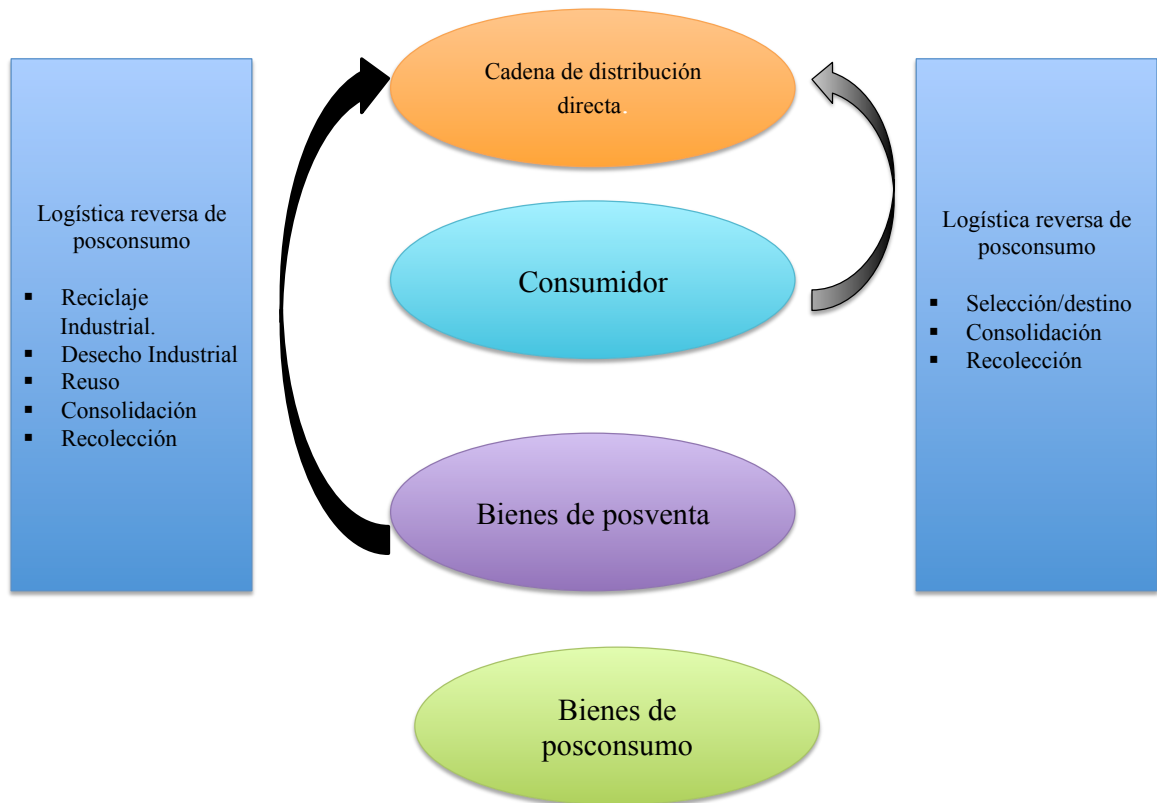 Cadena de distribución
directa.
Logística reversa de
posconsumo
▪ Reciclaje
Industrial.
▪ Desecho Industrial
▪ Reuso
▪ Consolidación
▪ Recolección
Consumidor
Logística reversa de
posconsumo
▪ Selección/destino
▪ Consolidación
▪ Recolección
Bienes de posventa
Bienes de
posconsumo